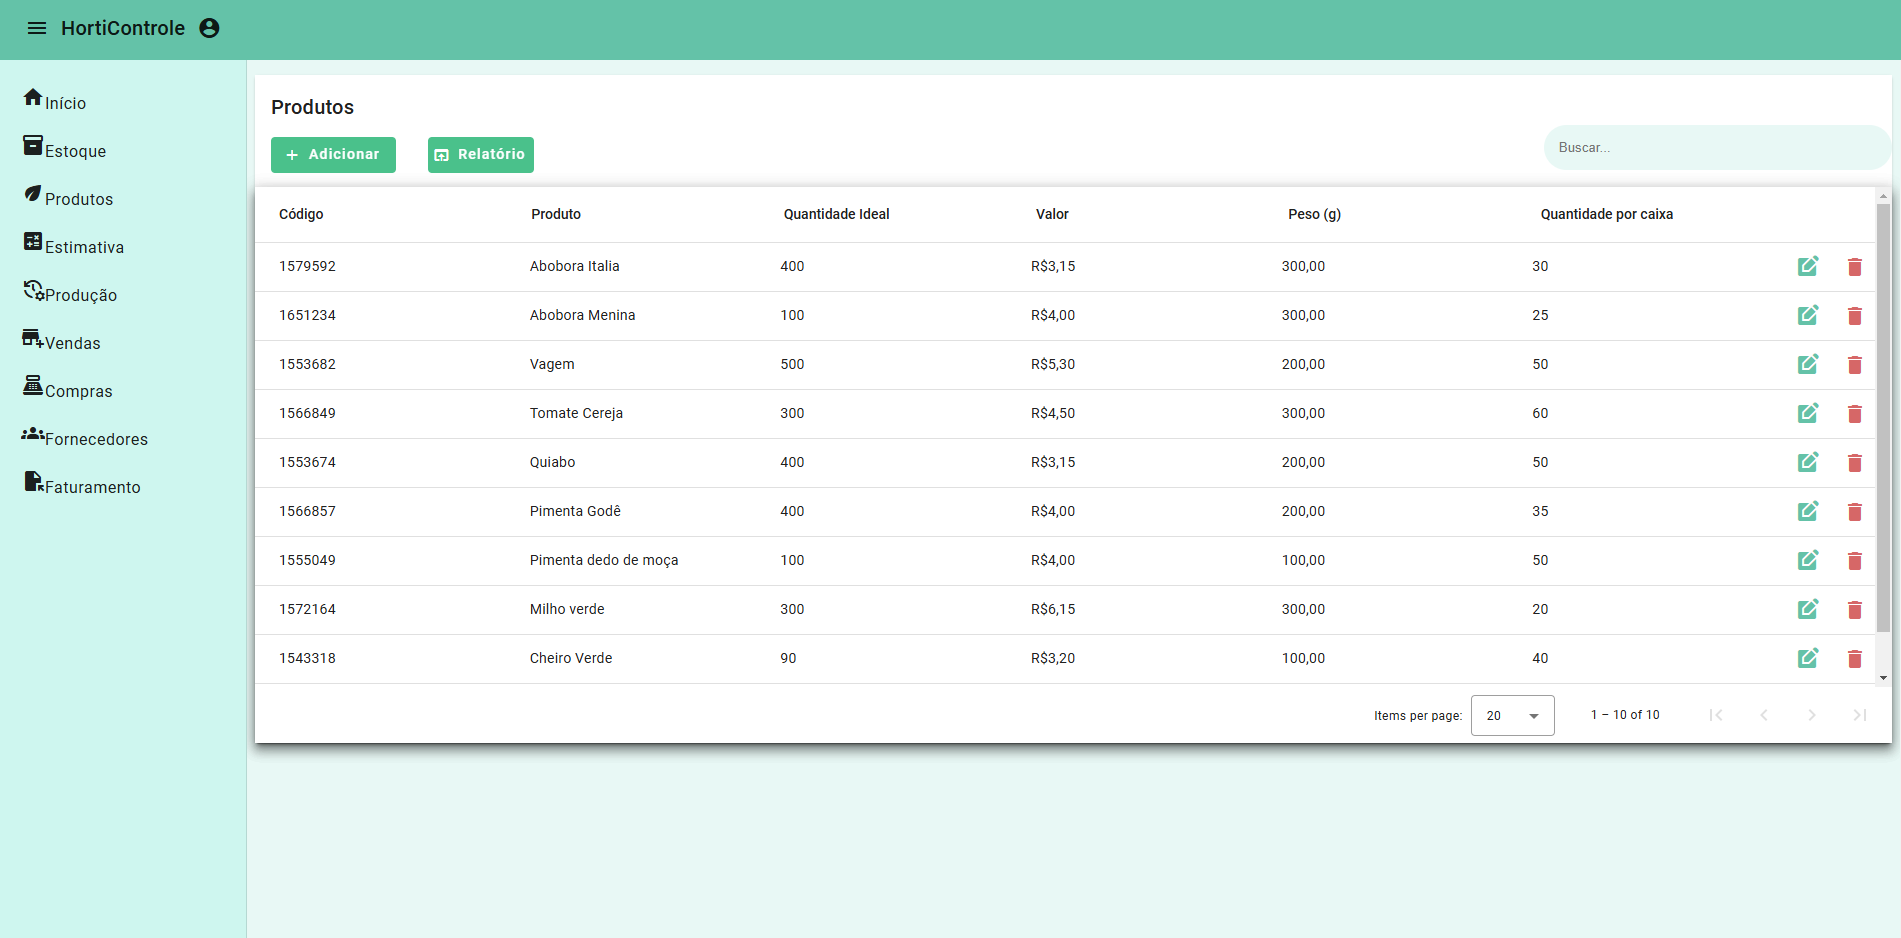 HortiControle
Início
Estoque
Produtos
Estimativa
Produção
Vendas
Compras
Fornecedores
Faturamento
Produtos
Adicionar Relatório
Buscar...
Código Produto Quantidade Ideal Valor Peso (g) Quantidade por caixa
1579592 Abobora Italia 400 R$3,15 300,00 30
1651234 Abobora Menina 100 R$4,00 300,00 25
1553682 Vagem 500 R$5,30 200,00 50
1566849 Tomate Cereja 300 R$4,50 300,00 60
1553674 Quiabo 400 R$3,15 200,00 50
1566857 Pimenta Godê 400 R$4,00 200,00 35
1555049 Pimenta dedo de moça 100 R$4,00 100,00 50
1572164 Milho verde 300 R$6,15 300,00 20
1543318 Cheiro Verde 90 R$3,20 100,00 40
Items per page: 20 1 – 10 of 10